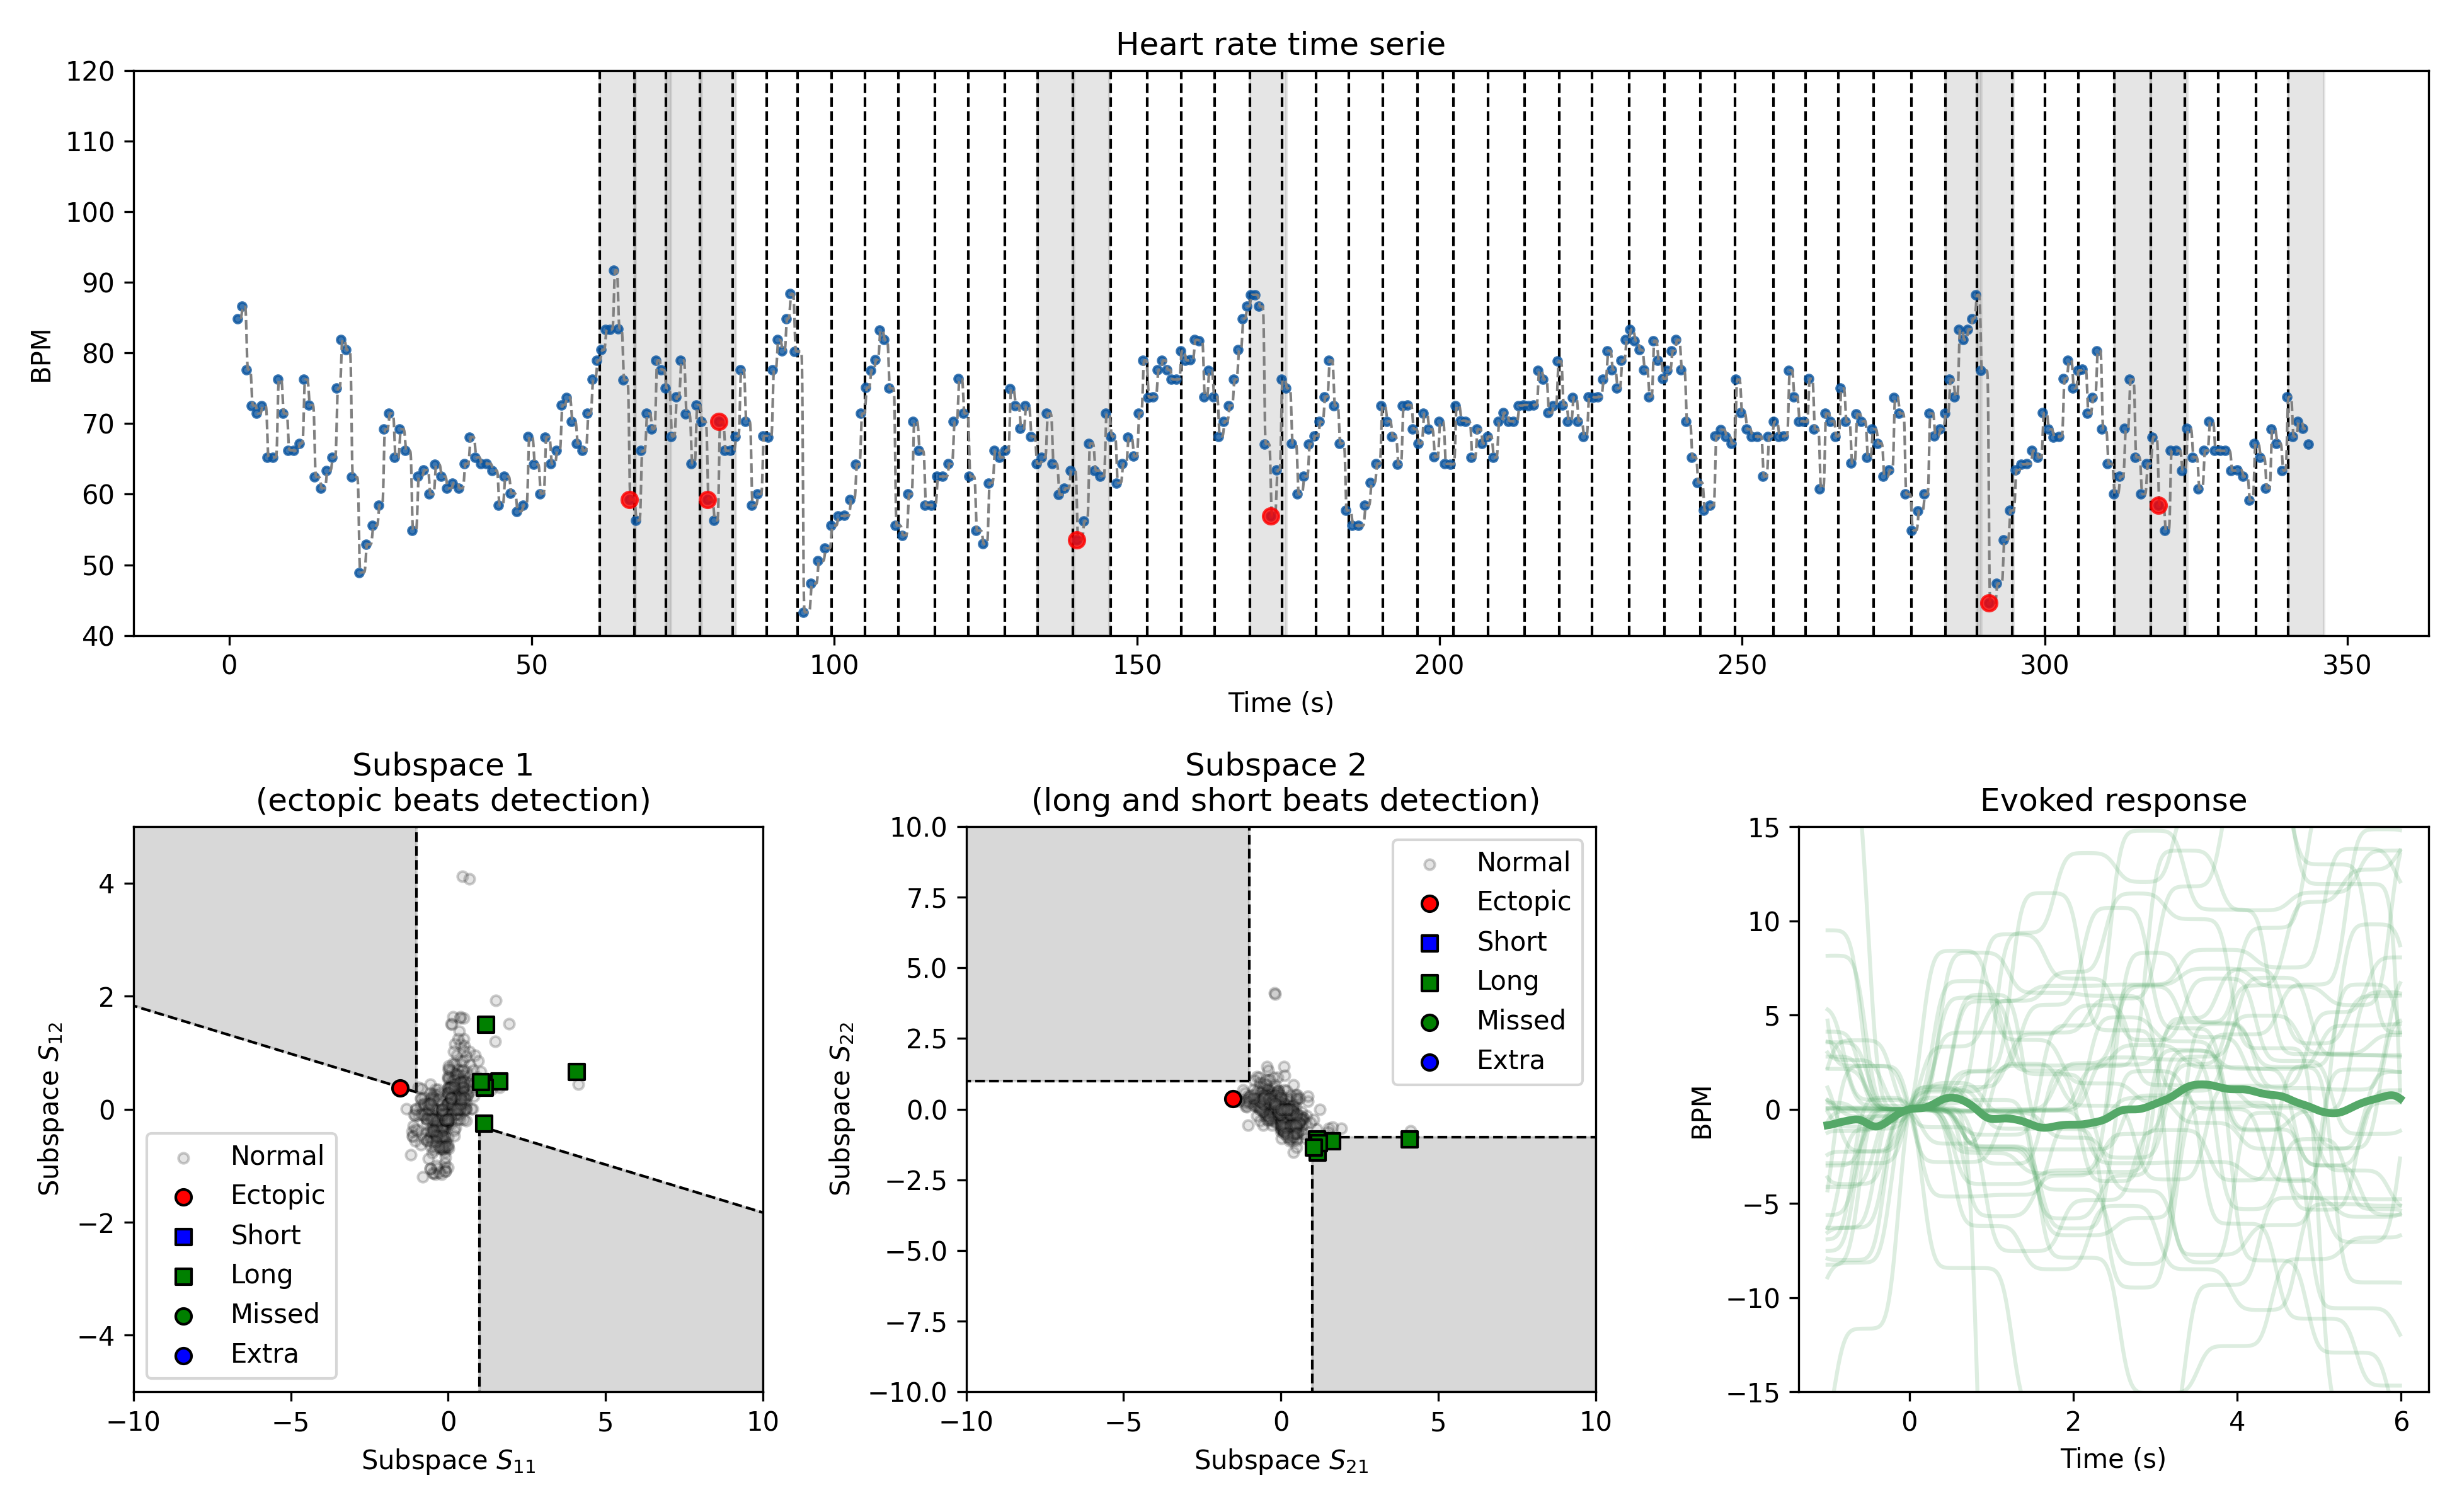 Heart rate time serie
BPM
120
110
100
90
80
70
60
50
40
0 50 100 150 200 250 300 350
Time (s)
Subspace 1
(ectopic beats detection)
Subspace S12
4
2
0
−2
−4
Normal
Ectopic
Short
Long
Missed
Extra
−10 −5 0 5 10
Subspace S11
Subspace 2
(long and short beats detection)
Subspace S22
10.0
7.5
5.0
2.5
0.0
−2.5
−5.0
−7.5
−10.0
Normal
Ectopic
Short
Long
Missed
Extra
−10 −5 0 5 10
Subspace S21
Evoked response
BPM
15
10
5
0
−5
−10
−15
0 2 4 6
Time (s)